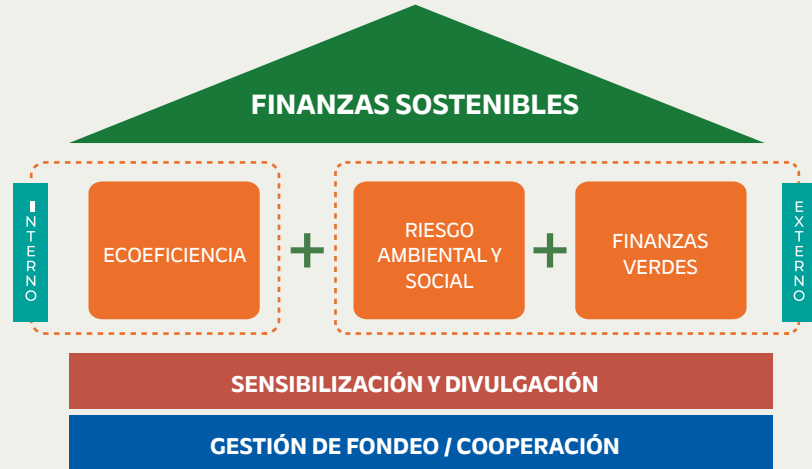 FINANZAS SOSTENIBLES
INTERNO
ECOEFICIENCIA
+
RIESGO
AMBIENTAL Y
SOCIAL
+
FINANZAS
VERDES
EXTERNO
SENSIBILIZACIÓN Y DIVULGACIÓN
GESTIÓN DE FONDEO / COOPERACIÓN